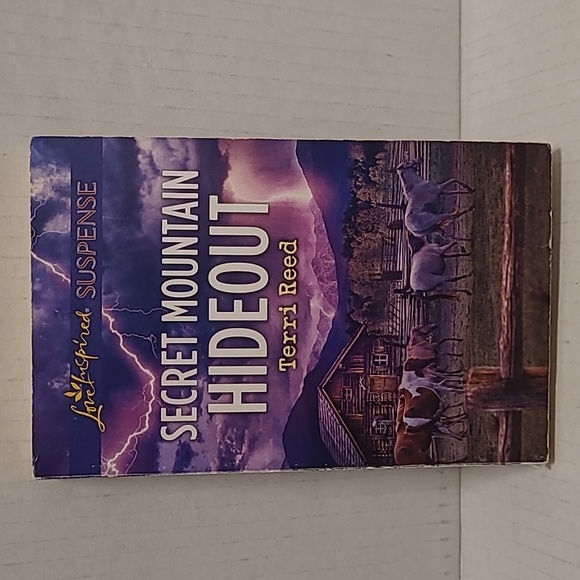 Love Inspired
SUSPENSE
SECRET MOUNTAIN
HIDEOUT
Terri Reed